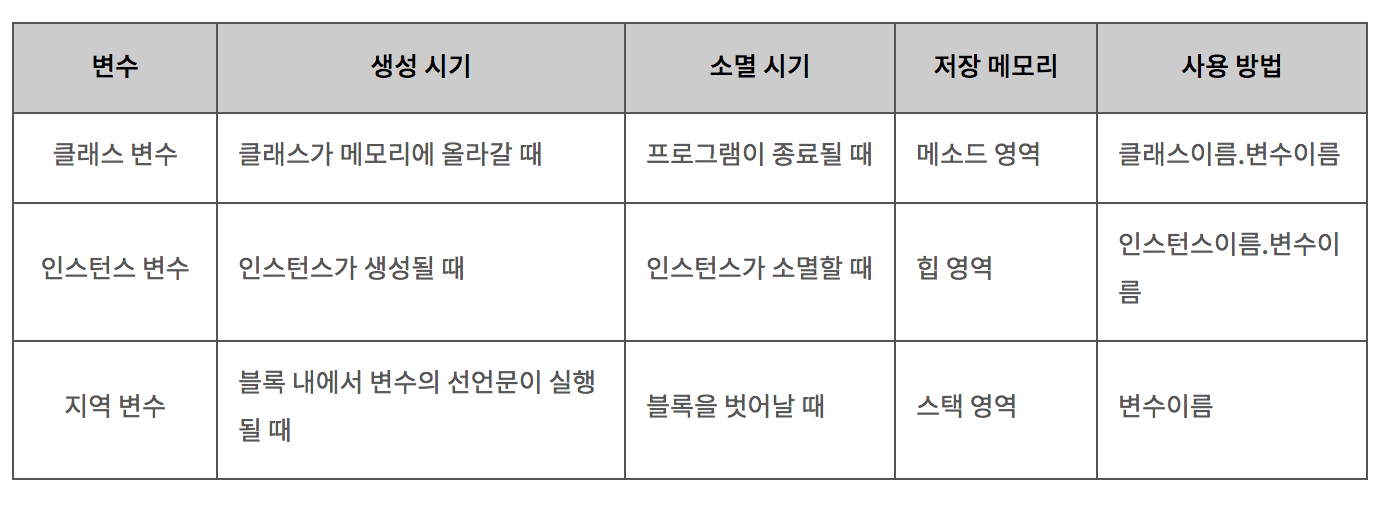 변수 생성 시기 소멸 시기 저장 메모리 사용 방법
클래스 변수 클래스가 메모리에 올라갈 때 프로그램이 종료될 때 메소드 영역 클래스이름.변수이름
인스턴스 변수 인스턴스가 생성될 때 인스턴스가 소멸할 때 힙 영역 인스턴스이름.변수이
름
지역 변수 블록 내에서 변수의 선언문이 실행
될 때 블록을 벗어날 때 스택 영역 변수이름